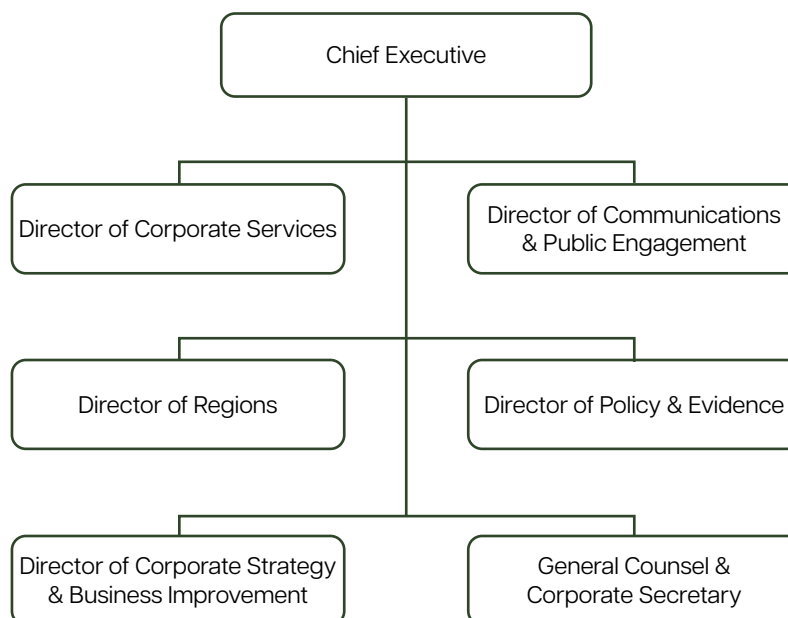 Chief Executive
Director of Corporate Services
Director of Communications
& Public Engagement
Director of Regions
Director of Policy & Evidence
Director of Corporate Strategy
& Business Improvement
General Counsel &
Corporate Secretary